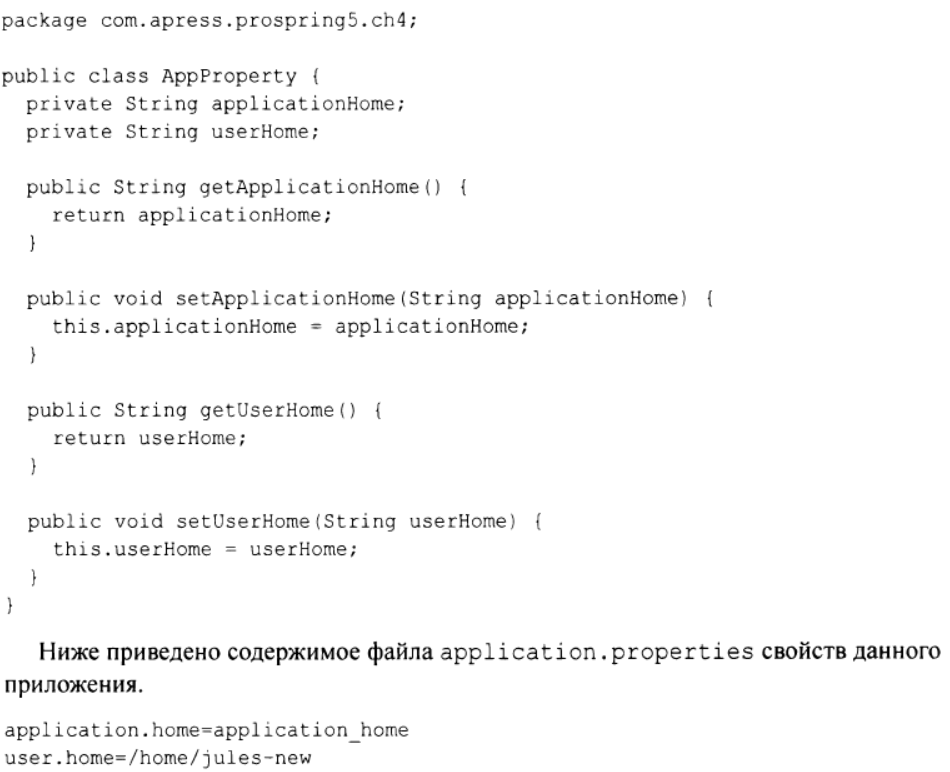 package com.apress.prospring5.ch4;
public class AppProperty {
private String applicationHome;
private String userHome;
public String getApplicationHome() {
return applicationHome;
}
public void setApplicationHome(String applicationHome) {
this.applicationHome = applicationHome;
}
public String getUserHome() {
return userHome;
}
public void setUserHome(String userHome) {
this.userHome = userHome;
}
}
Ниже приведено содержимое файла application.properties свойств данного
приложения.
application.home=application_home
user.home=/home/jules-new